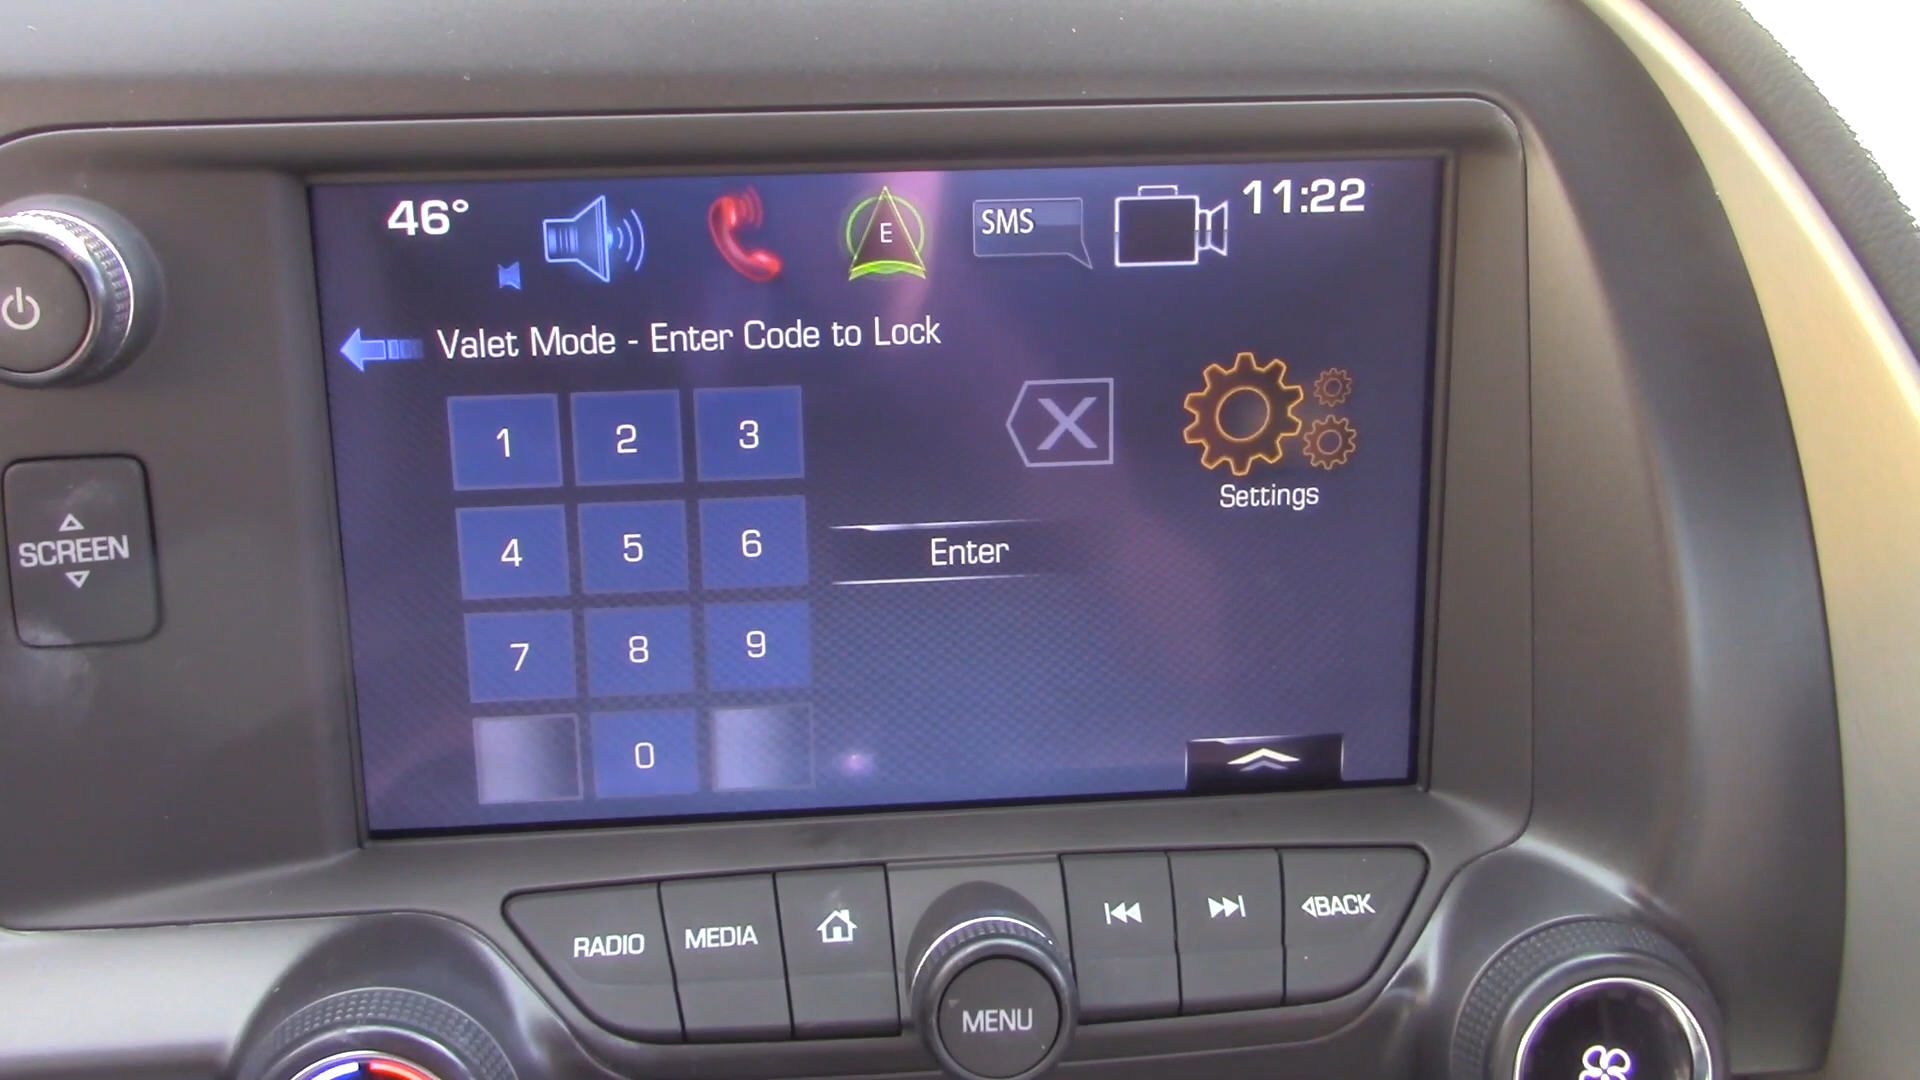 46°
E
SMS
11:22
Valet Mode - Enter Code to Lock
1 2 3
Settings
4 5 6
Enter
7 8 9
0
SCREEN
RADIO
MEDIA
BACK
MENU